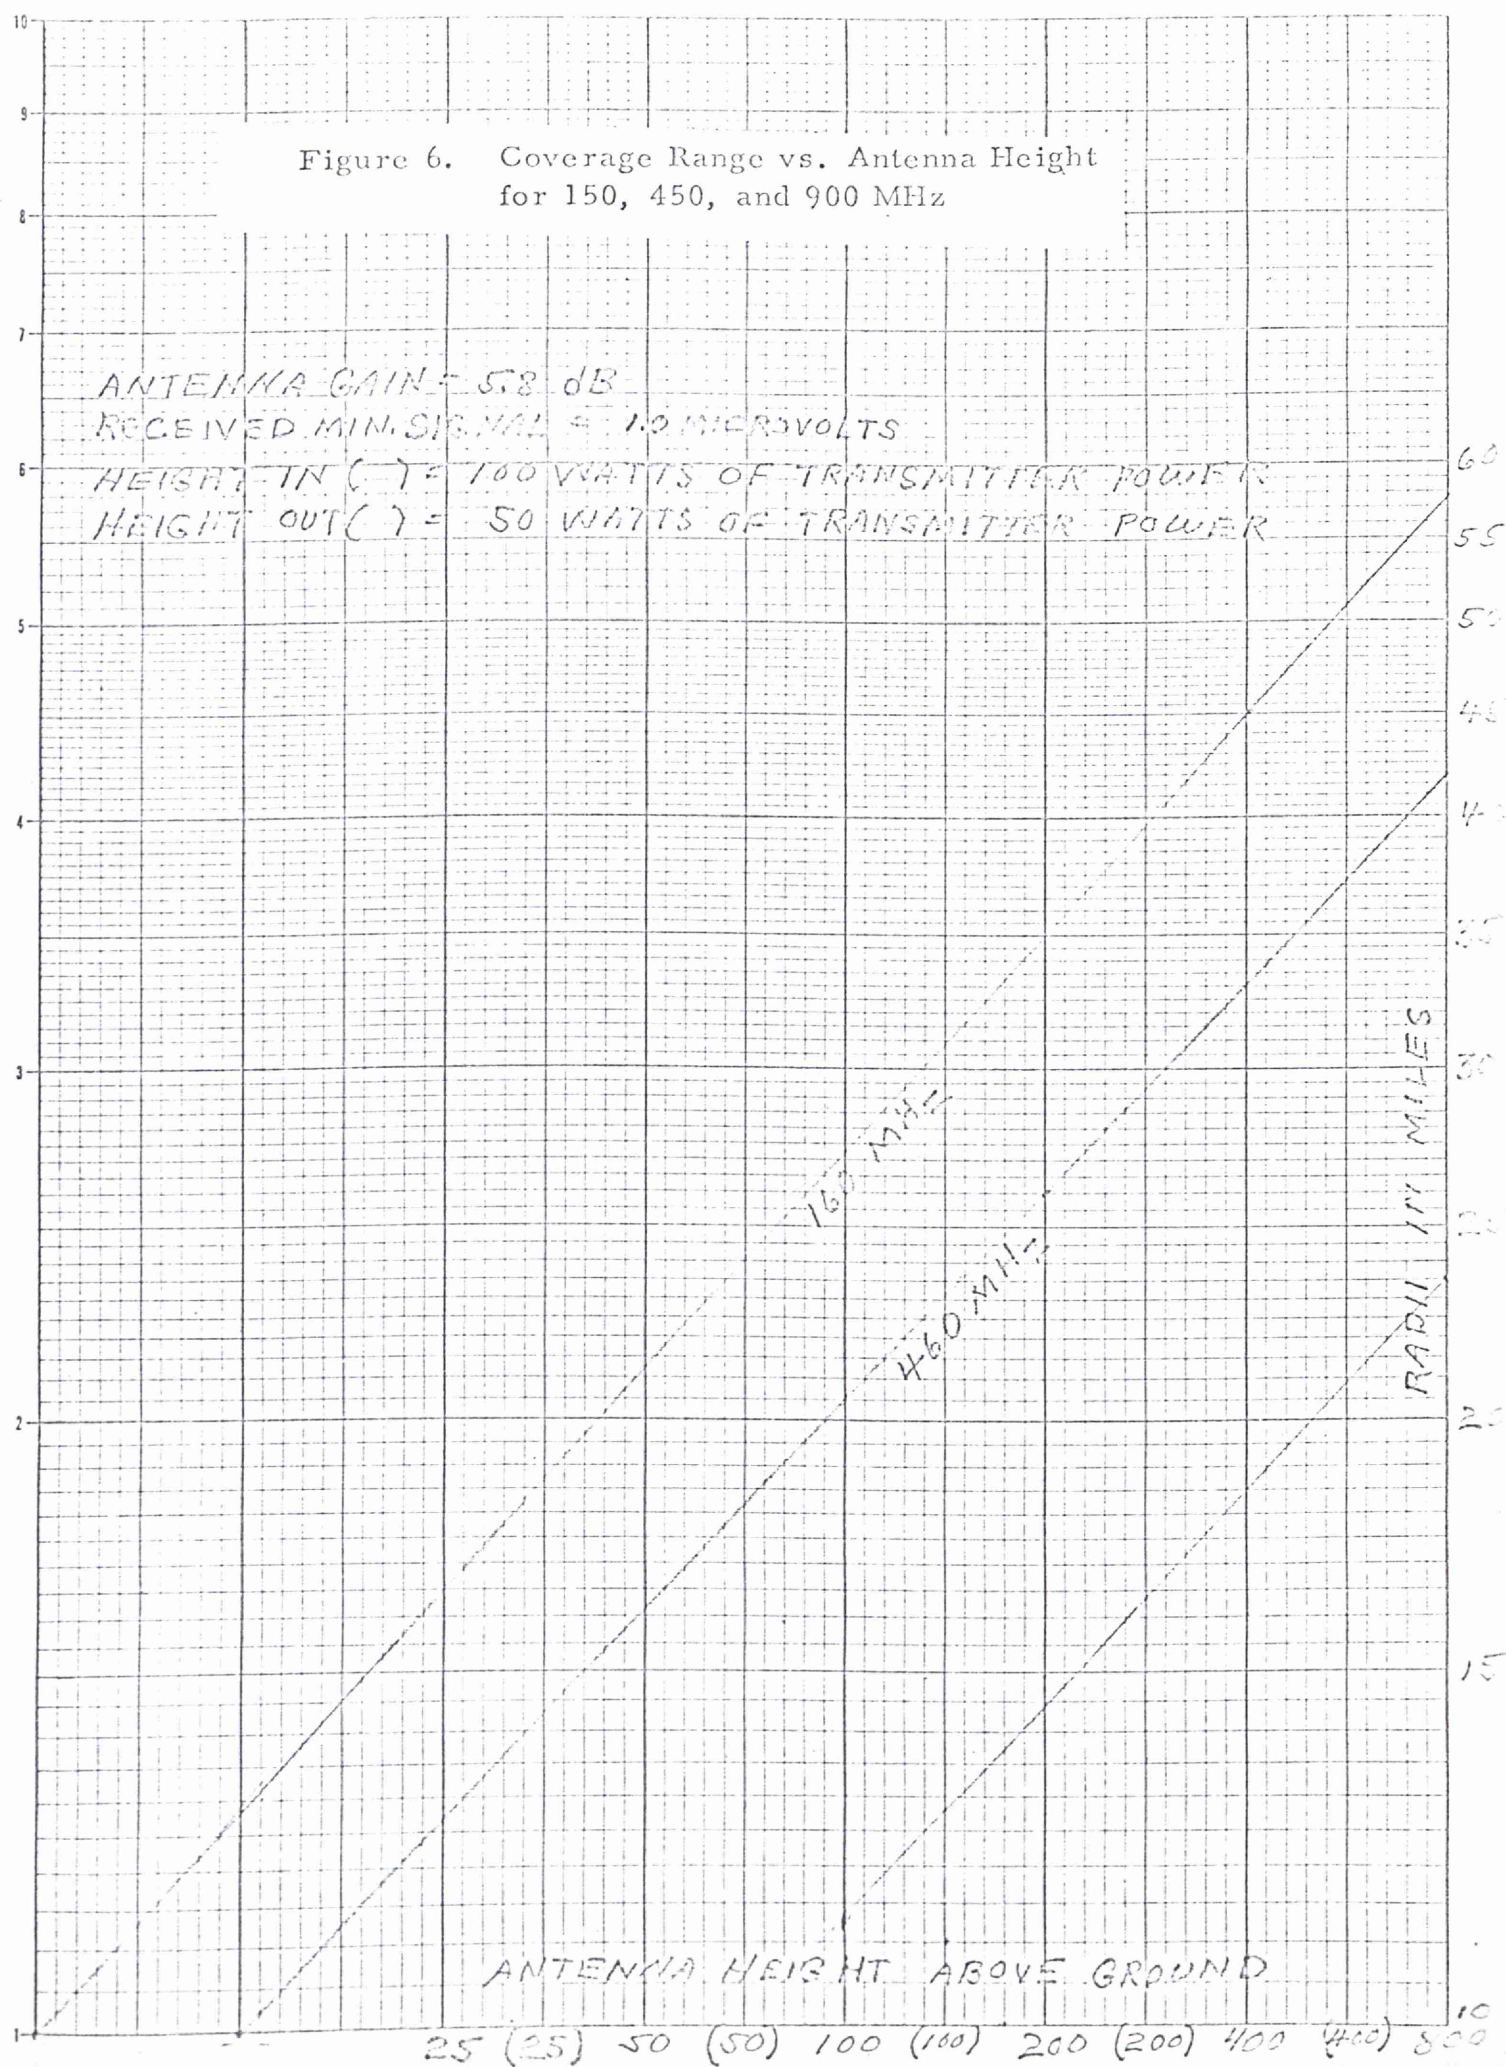 10
9
Figure 6. Coverage Range vs. Antenna Height
for 150, 450, and 900 MHz
8
7
ANTENNA GAIN = 5.8 dB
RECEIVED MIN. SIGNAL = 1.0 MICROVOLTS
6
HEIGHT IN ( ) = 100 WATTS OF TRANSMITTER POWER
60
HEIGHT OUT ( ) = 50 WATTS OF TRANSMITTER POWER
55
5
50
45
4
40
35
3
30
160 MHz
460 MHz
RADII IN MILES
2
20
15
ANTENNA HEIGHT ABOVE GROUND
1
10
25 (25) 50 (50) 100 (100) 200 (200) 400 (400) 800